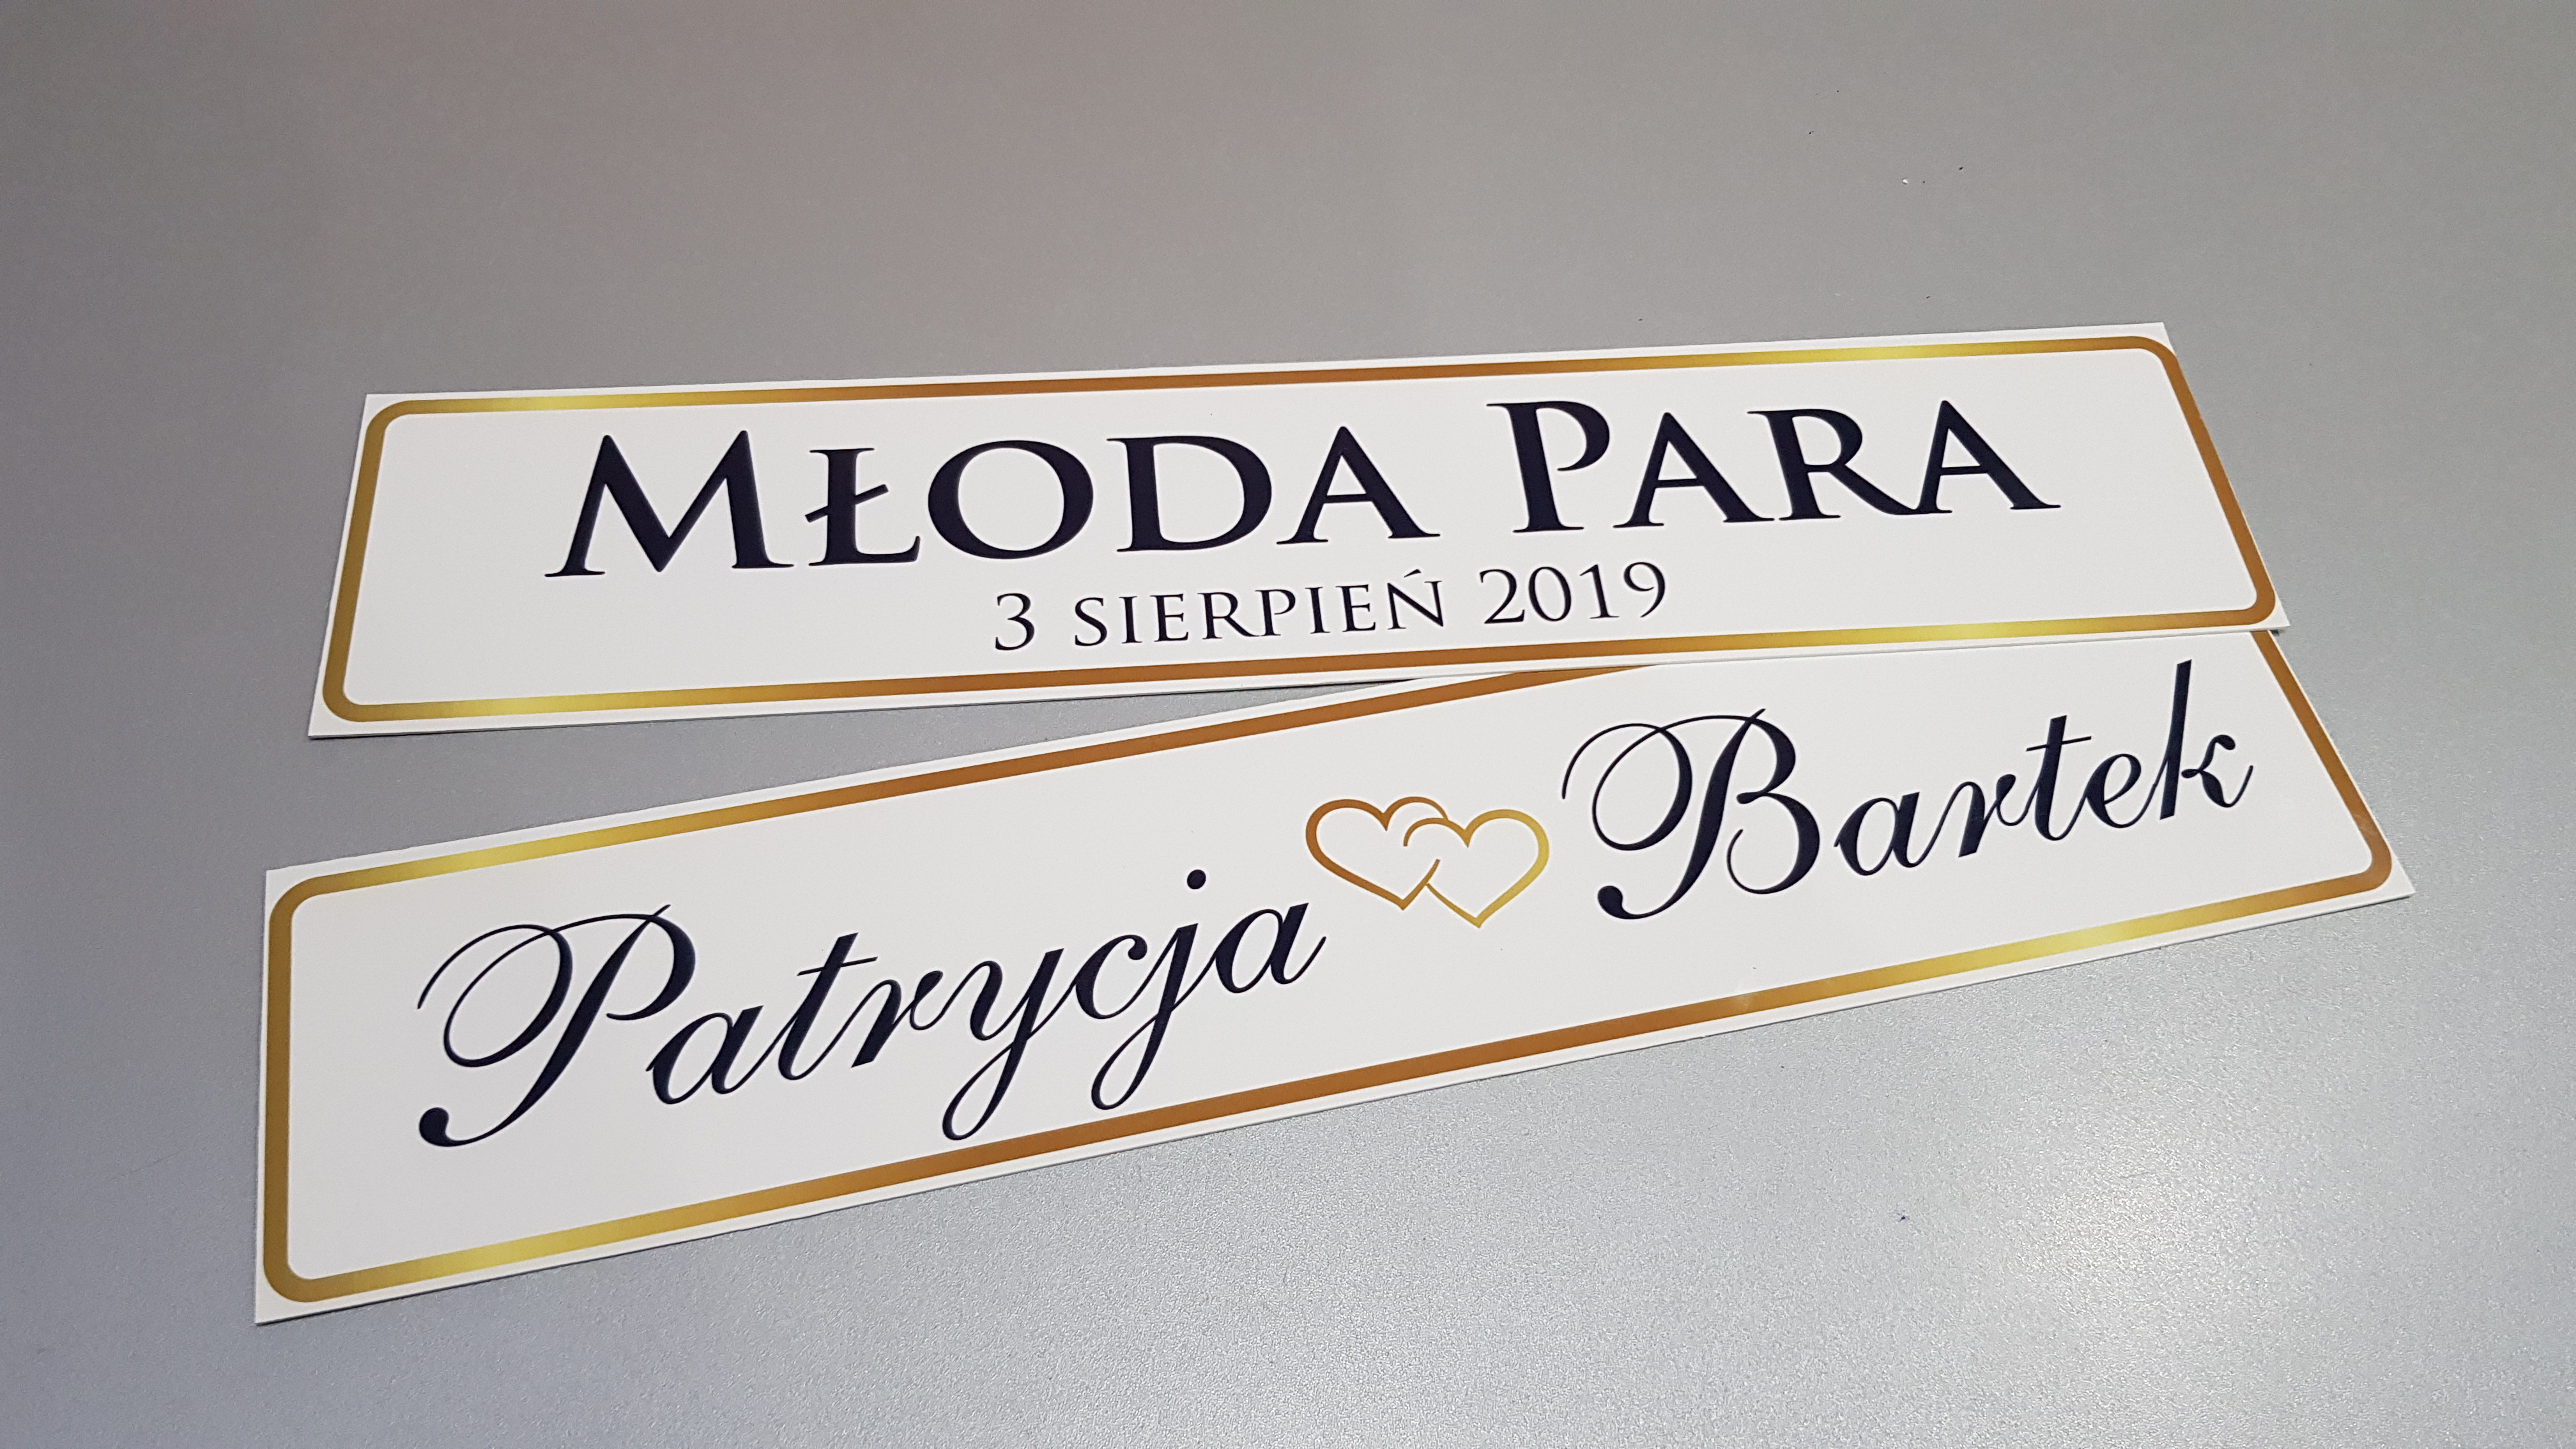 MŁODA PARA
3 SIERPIEŃ 2019
Patrycja Bartek